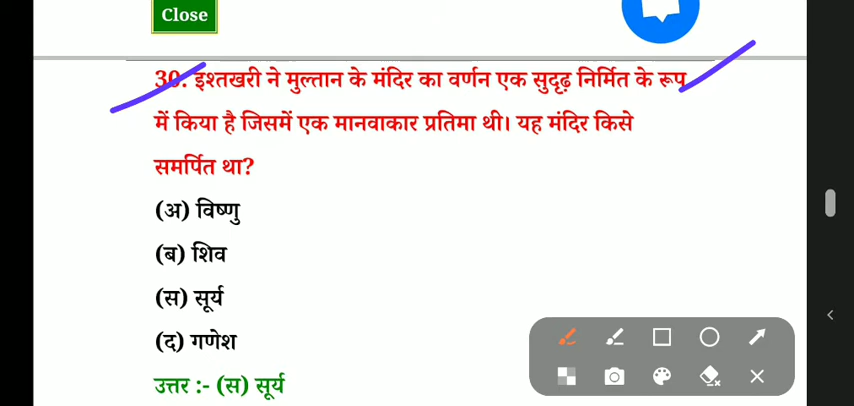 Close
30. इश्तखरी ने मुल्तान के मंदिर का वर्णन एक सुदृढ़ निर्मित के रूप
में किया है जिसमें एक मानवाकार प्रतिमा थी। यह मंदिर किसे
समर्पित था?
(अ) विष्णु
(ब) शिव
(स) सूर्य
(द) गणेश
उत्तर :- (स) सूर्य